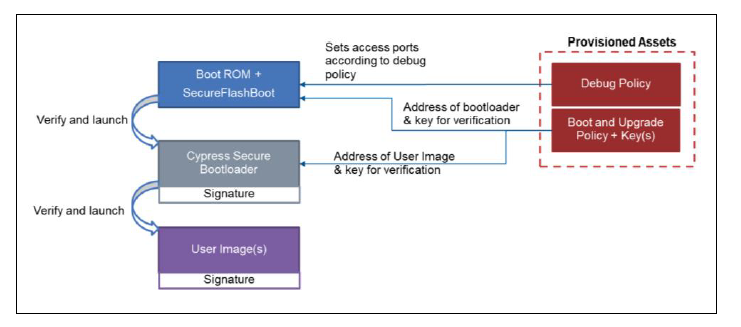 Provisioned Assets
Sets access ports
according to debug
policy
Boot ROM +
SecureFlashBoot
Debug Policy
Address of bootloader
& key for verification
Boot and Upgrade
Policy + Key(s)
Verify and launch
Cypress Secure
Bootloader
Signature
Address of User Image
& key for verification
Verify and launch
User Image(s)
Signature